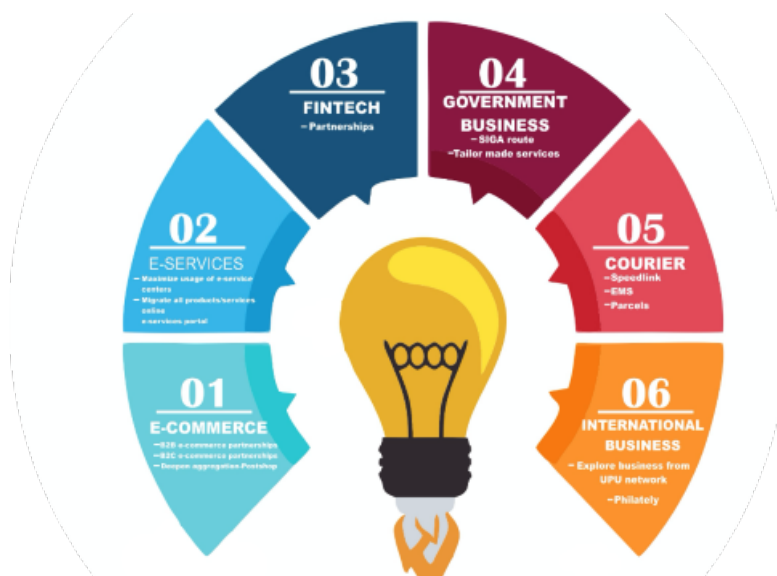 01
E-COMMERCE
–B2B e-commerce partnerships
–B2C e-commerce partnerships
–Deepen aggregation-Postshop
02
E-SERVICES
– Maximize usage of e-service
centers
– Migrate all products/services
online
e-services portal
03
FINTECH
– Partnerships
04
GOVERNMENT
BUSINESS
–SIGA route
–Tailor made services
05
COURIER
–Speedlink
–EMS
–Parcels
06
INTERNATIONAL
BUSINESS
– Explore business from
UPU network
–Philately